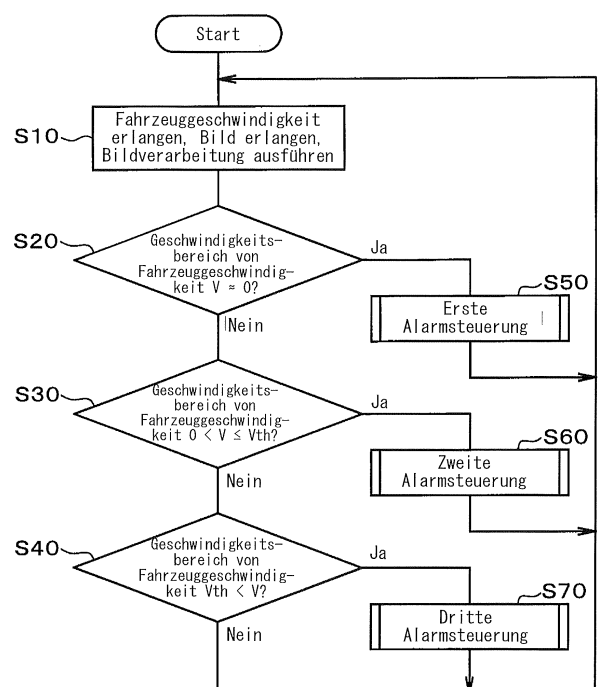 Start
S10
Fahrzeuggeschwindigkeit
erlangen, Bild erlangen,
Bildverarbeitung ausführen
S20
Geschwindigkeits-
bereich von
Fahrzeuggeschwindig-
keit V ≈ 0?
Ja
Nein
S50
Erste
Alarmsteuerung
S30
Geschwindigkeits-
bereich von
Fahrzeuggeschwindig-
keit 0 < V ≤ Vth?
Ja
Nein
S60
Zweite
Alarmsteuerung
S40
Geschwindigkeits-
bereich von
Fahrzeuggeschwindig-
keit Vth < V?
Ja
Nein
S70
Dritte
Alarmsteuerung